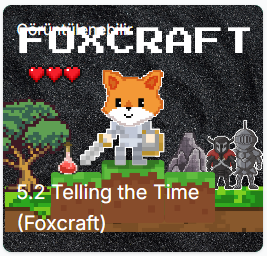 Görüntülenebilir
FOXCRAFT
5.2 Telling the Time
(Foxcraft)